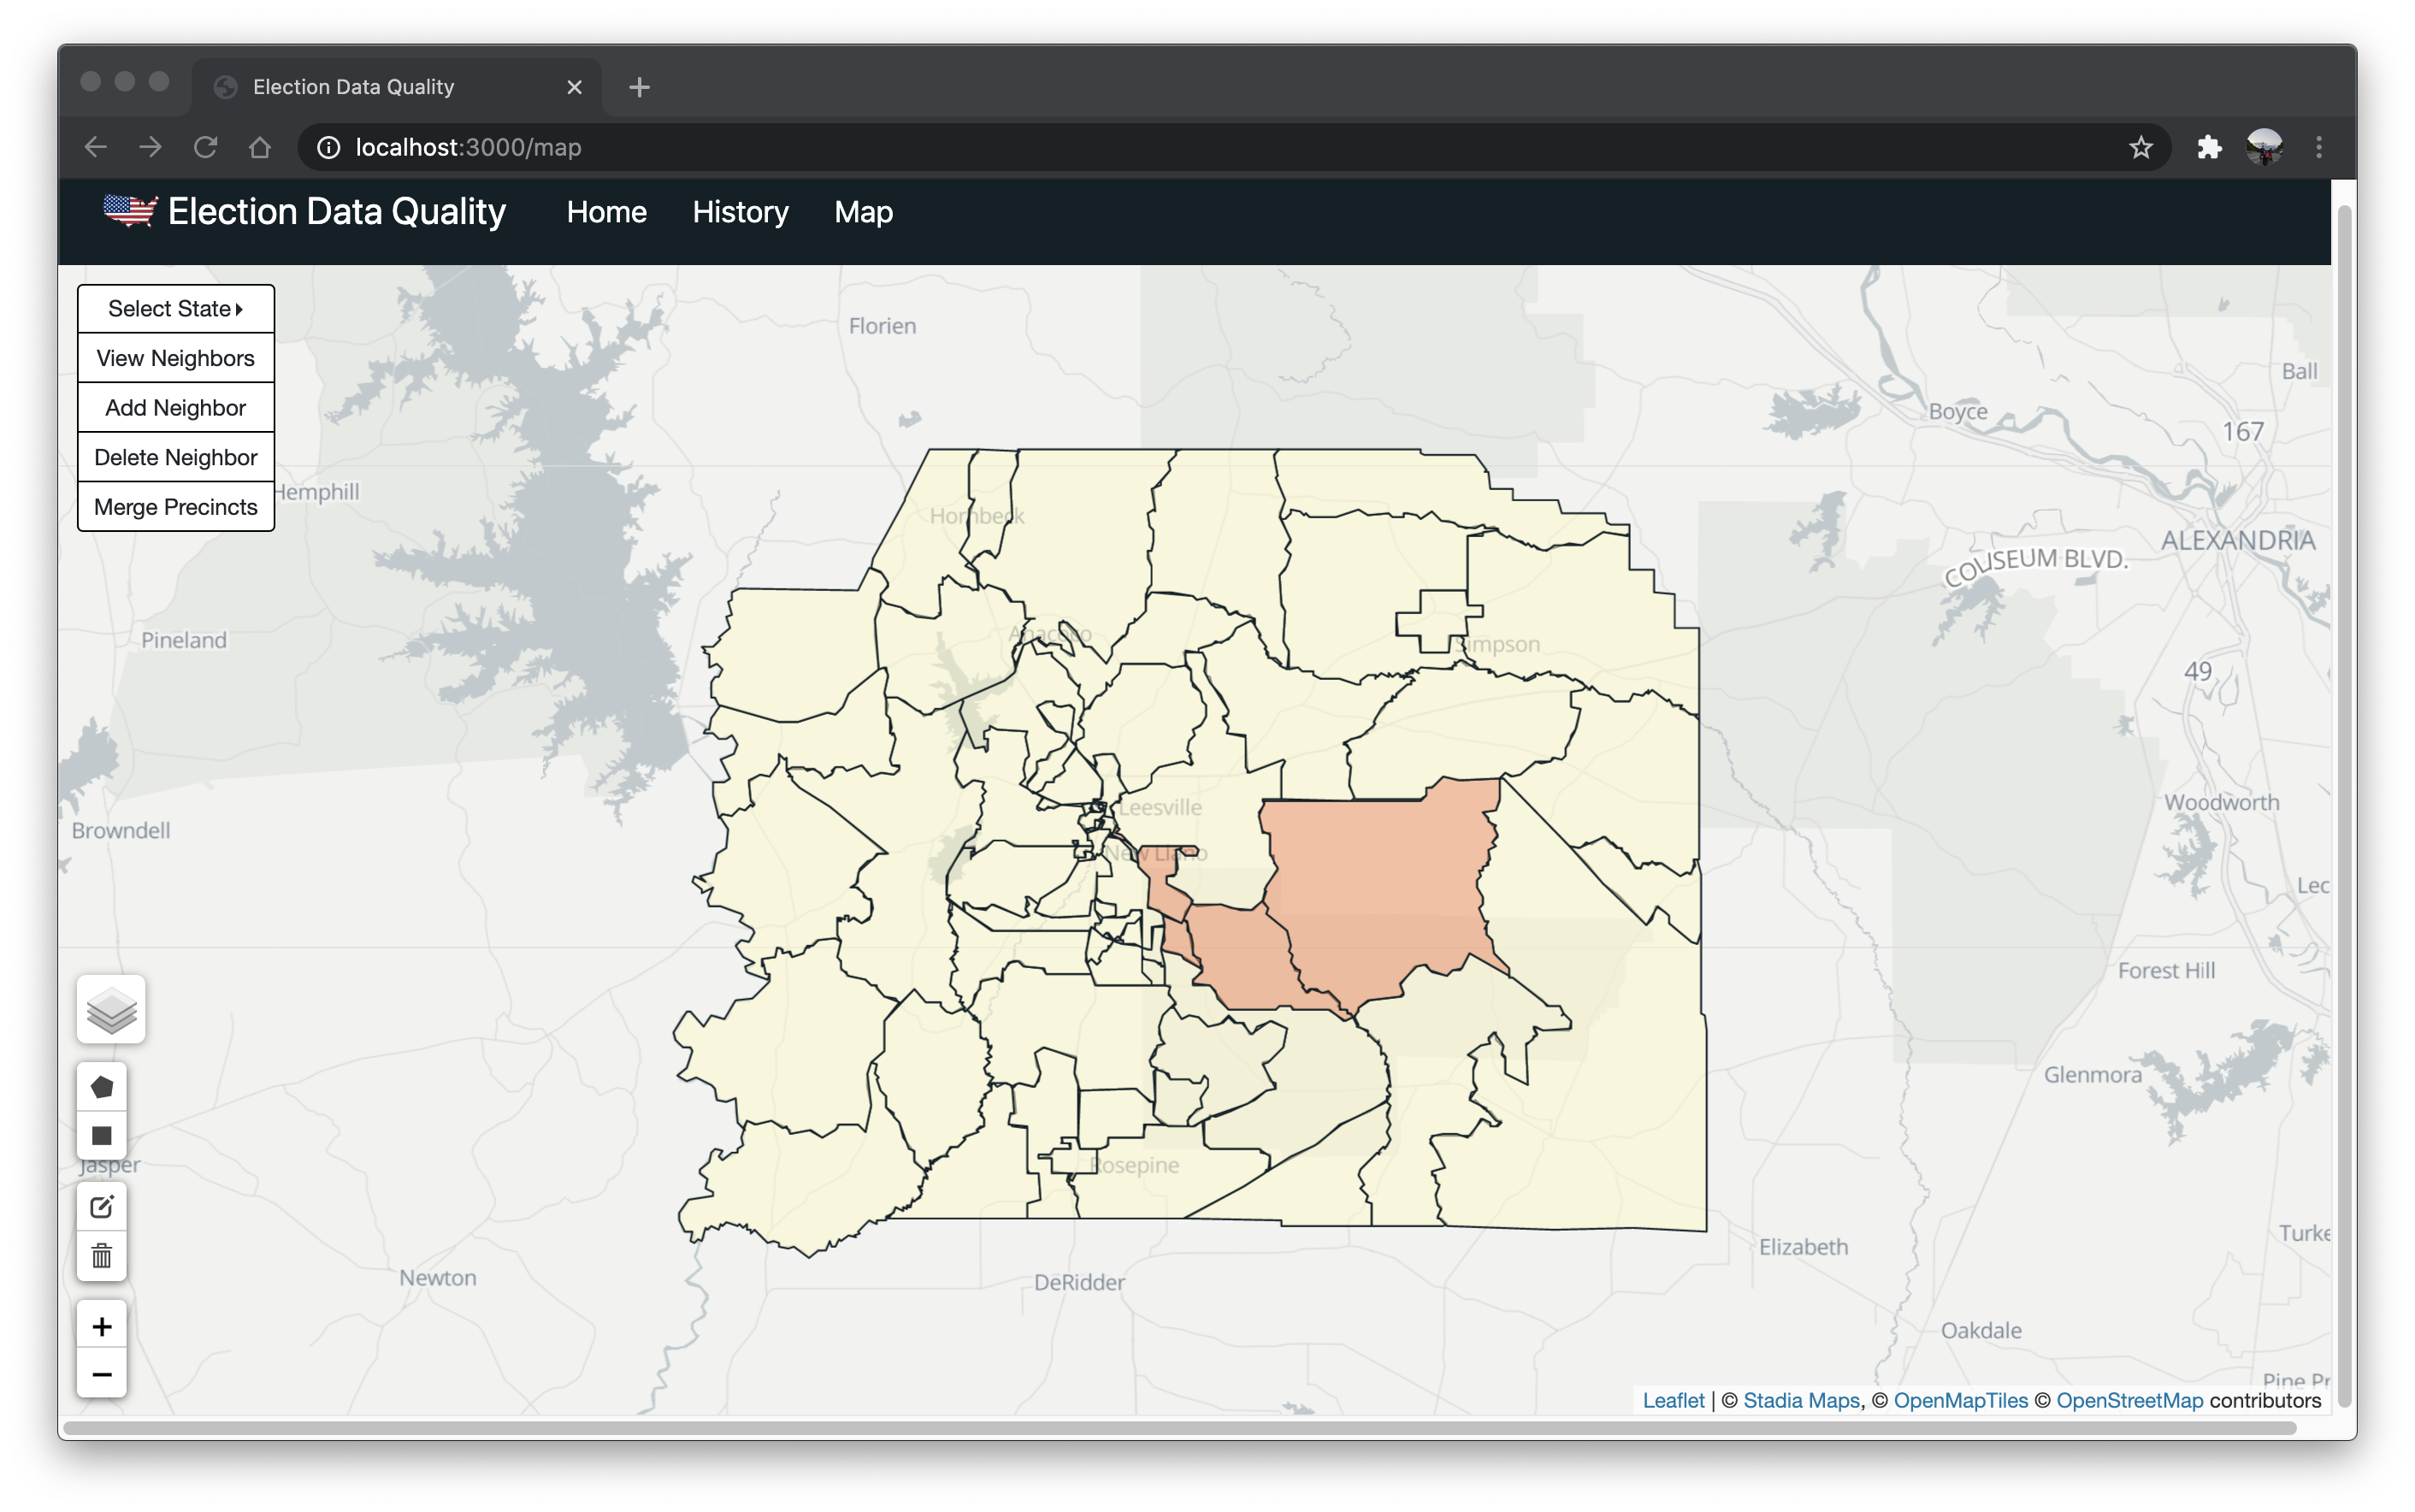 Election Data Quality
localhost:3000/map
Election Data Quality Home History Map
Select State
View Neighbors
Add Neighbor
Delete Neighbor
Merge Precincts
Florien
Ball
Boyce
167
Hemphill
Hornbeck
ALEXANDRIA
COLISEUM BLVD.
Pineland
Anacoco
Simpson
49
Leesville
Woodworth
Browndell
New Llano
Lec
Forest Hill
Glenmora
Jasper
Rosepine
Turke
Elizabeth
Newton
DeRidder
Oakdale
Pine Pr
Leaflet | © Stadia Maps, © OpenMapTiles © OpenStreetMap contributors